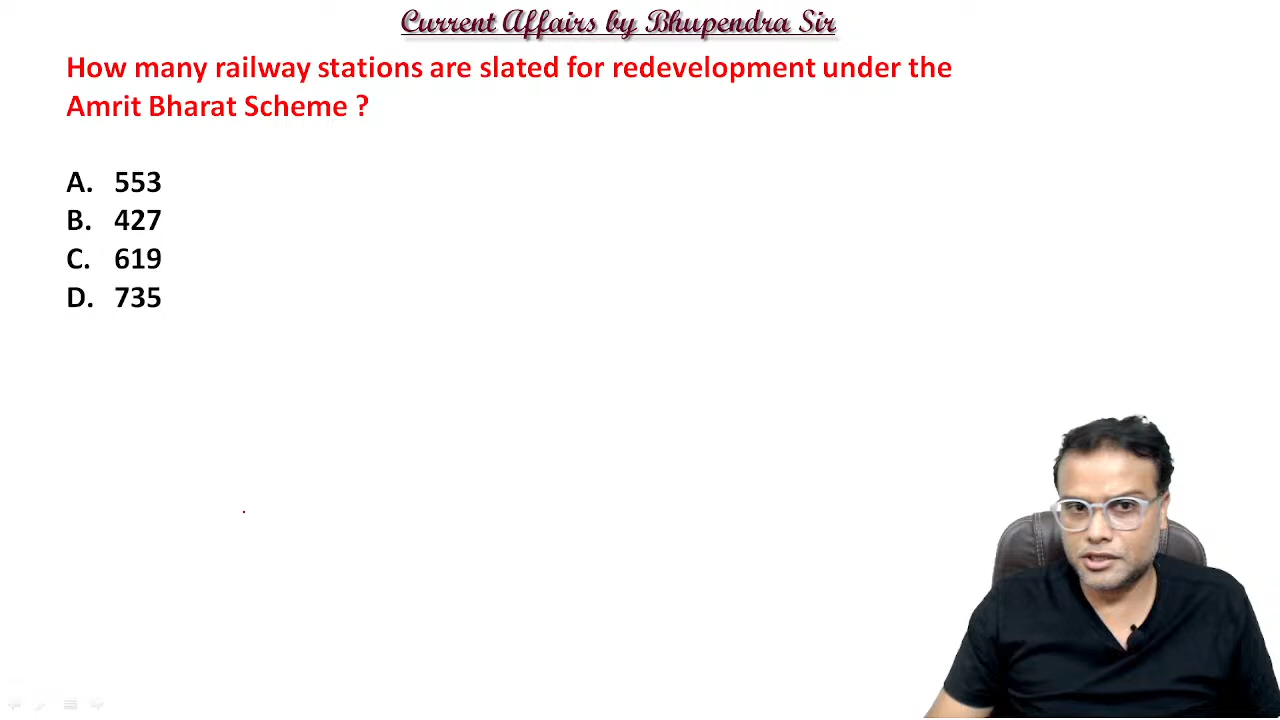 Current Affairs by Bhupendra Sir
How many railway stations are slated for redevelopment under the
Amrit Bharat Scheme ?
A. 553
B. 427
C. 619
D. 735